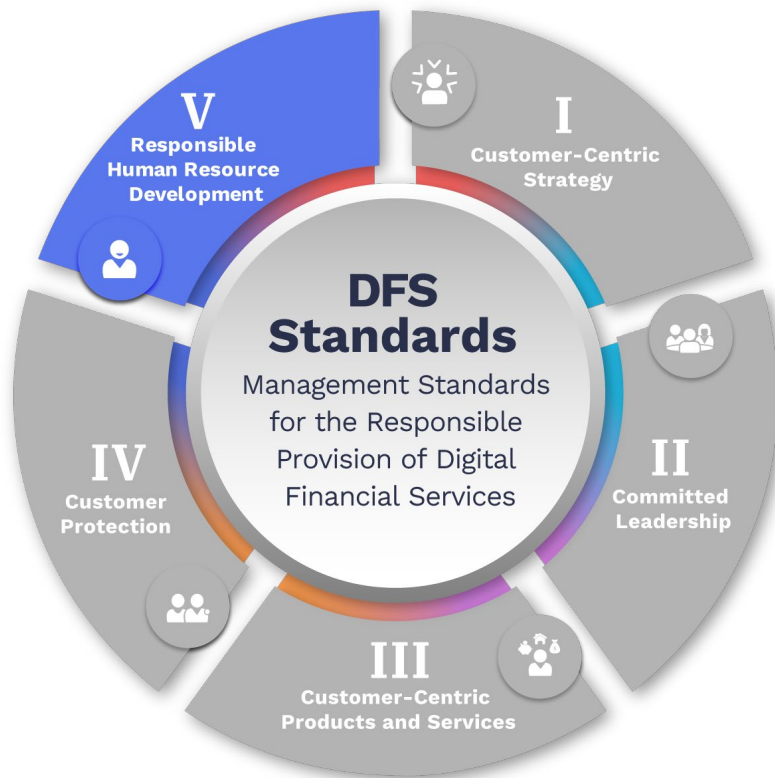 DFS
Standards
Management Standards
for the Responsible
Provision of Digital
Financial Services
I
Customer-Centric
Strategy
II
Committed
Leadership
III
Customer-Centric
Products and Services
IV
Customer
Protection
V
Responsible
Human Resource
Development